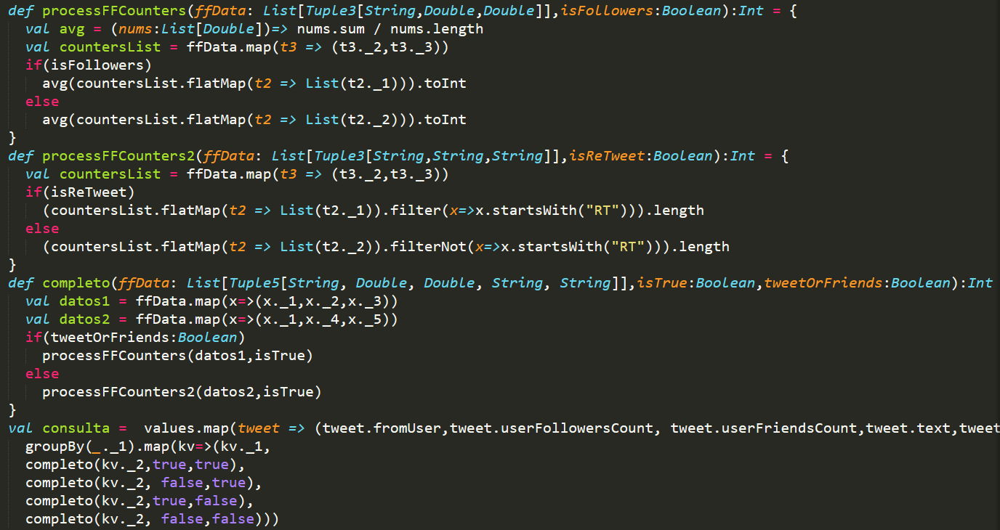 def processFFCounters(ffData: List[Tuple3[String,Double,Double]],isFollowers:Boolean):Int = {
  val avg = (nums:List[Double])=> nums.sum / nums.length
  val countersList = ffData.map(t3 => (t3._2,t3._3))
  if(isFollowers)
    avg(countersList.flatMap(t2 => List(t2._1))).toInt
  else
    avg(countersList.flatMap(t2 => List(t2._2))).toInt
}
def processFFCounters2(ffData: List[Tuple3[String,String,String]],isReTweet:Boolean):Int = {
  val countersList = ffData.map(t3 => (t3._2,t3._3))
  if(isReTweet)
    (countersList.flatMap(t2 => List(t2._1)).filter(x=>x.startsWith("RT"))).length
  else
    (countersList.flatMap(t2 => List(t2._2)).filterNot(x=>x.startsWith("RT"))).length
}
def completo(ffData: List[Tuple5[String, Double, Double, String, String]],isTrue:Boolean,tweetOrFriends:Boolean):Int
  val datos1 = ffData.map(x=>(x._1,x._2,x._3))
  val datos2 = ffData.map(x=>(x._1,x._4,x._5))
  if(tweetOrFriends:Boolean)
    processFFCounters(datos1,isTrue)
  else
    processFFCounters2(datos2,isTrue)
}
val consulta =  values.map(tweet => (tweet.fromUser,tweet.userFollowersCount, tweet.userFriendsCount,tweet.text,tweet
  groupBy(_._1).map(kv=>(kv._1,
  completo(kv._2,true,true),
  completo(kv._2, false,true),
  completo(kv._2,true,false),
  completo(kv._2, false,false)))